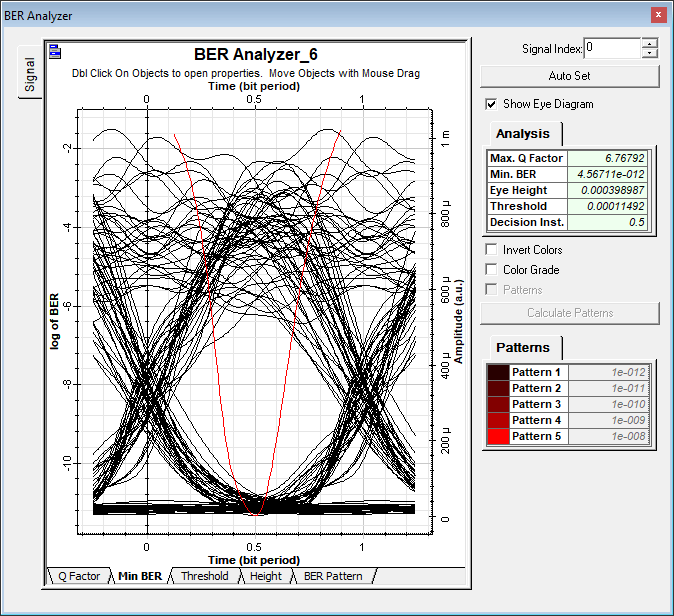 BER Analyzer
x
Signal
BER Analyzer_6
Dbl Click On Objects to open properties. Move Objects with Mouse Drag
Time (bit period)
0 0.5 1
log of BER
-2
-4
-6
-8
-10
Amplitude (a.u.)
1 m
800 µ
600 µ
400 µ
200 µ
0
0 0.5 1
Time (bit period)
Q Factor Min BER Threshold Height BER Pattern
Signal Index: 0
Auto Set
Show Eye Diagram
Analysis
Max. Q Factor 6.76792
Min. BER 4.56711e-012
Eye Height 0.000398987
Threshold 0.00011492
Decision Inst. 0.5
Invert Colors
Color Grade
Patterns
Calculate Patterns
Patterns
Pattern 1 1e-012
Pattern 2 1e-011
Pattern 3 1e-010
Pattern 4 1e-009
Pattern 5 1e-008